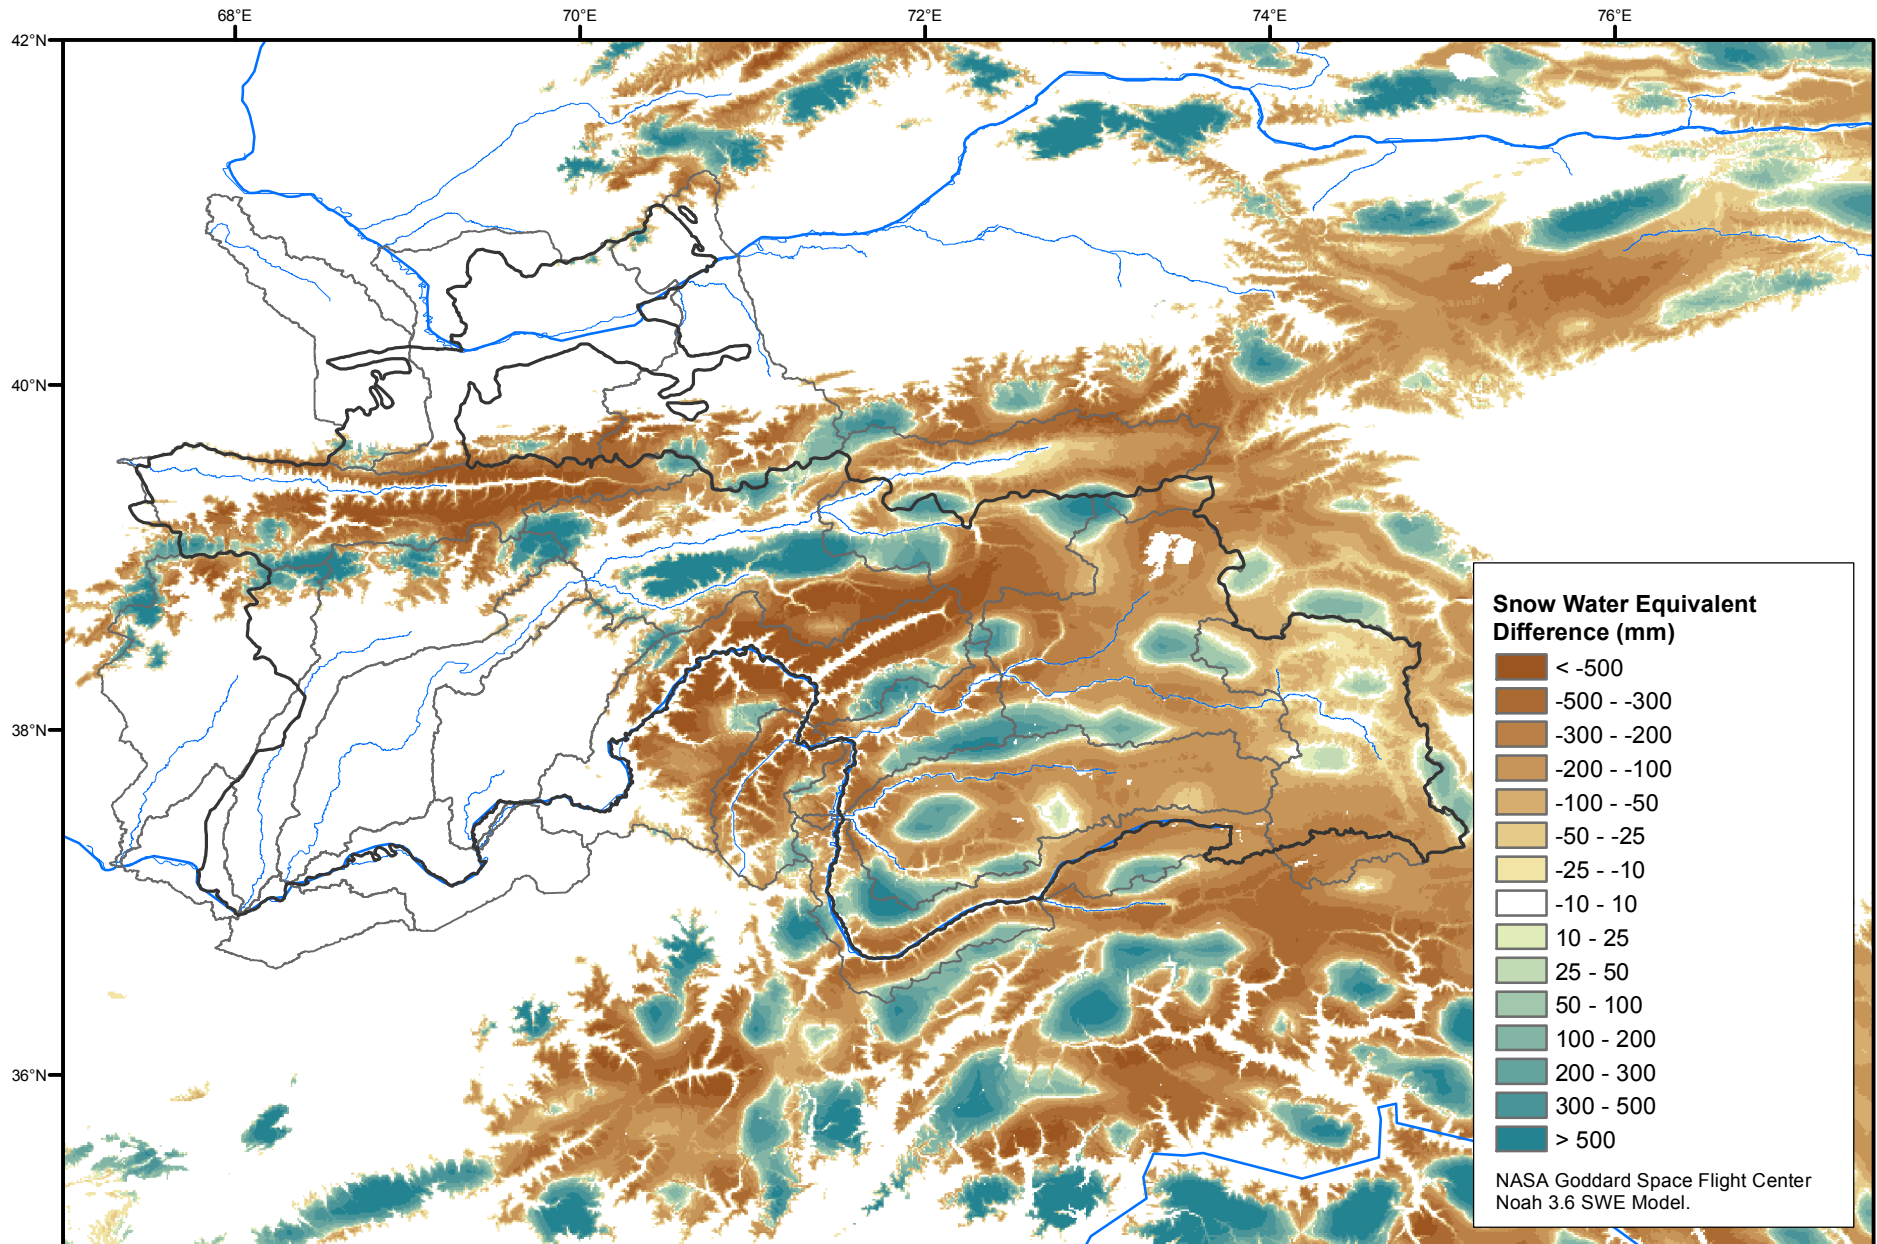 68°E 70°E 72°E 74°E 76°E
42°N
40°N
38°N
36°N
Snow Water Equivalent
Difference (mm)
< -500
-500 - -300
-300 - -200
-200 - -100
-100 - -50
-50 - -25
-25 - -10
-10 - 10
10 - 25
25 - 50
50 - 100
100 - 200
200 - 300
300 - 500
> 500
NASA Goddard Space Flight Center
Noah 3.6 SWE Model.